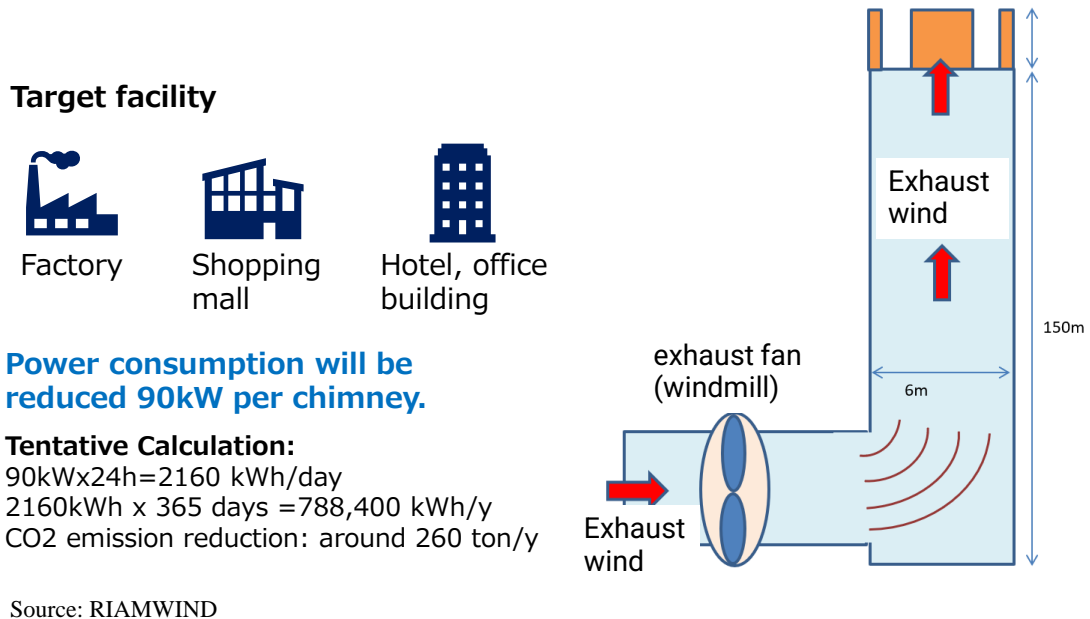 Target facility
Factory
Shopping
mall
Hotel, office
building
Power consumption will be
reduced 90kW per chimney.
Tentative Calculation:
90kWx24h=2160 kWh/day
2160kWh x 365 days =788,400 kWh/y
CO2 emission reduction: around 260 ton/y
Source: RIAMWIND
Exhaust
wind
150m
6m
exhaust fan
(windmill)
Exhaust
wind